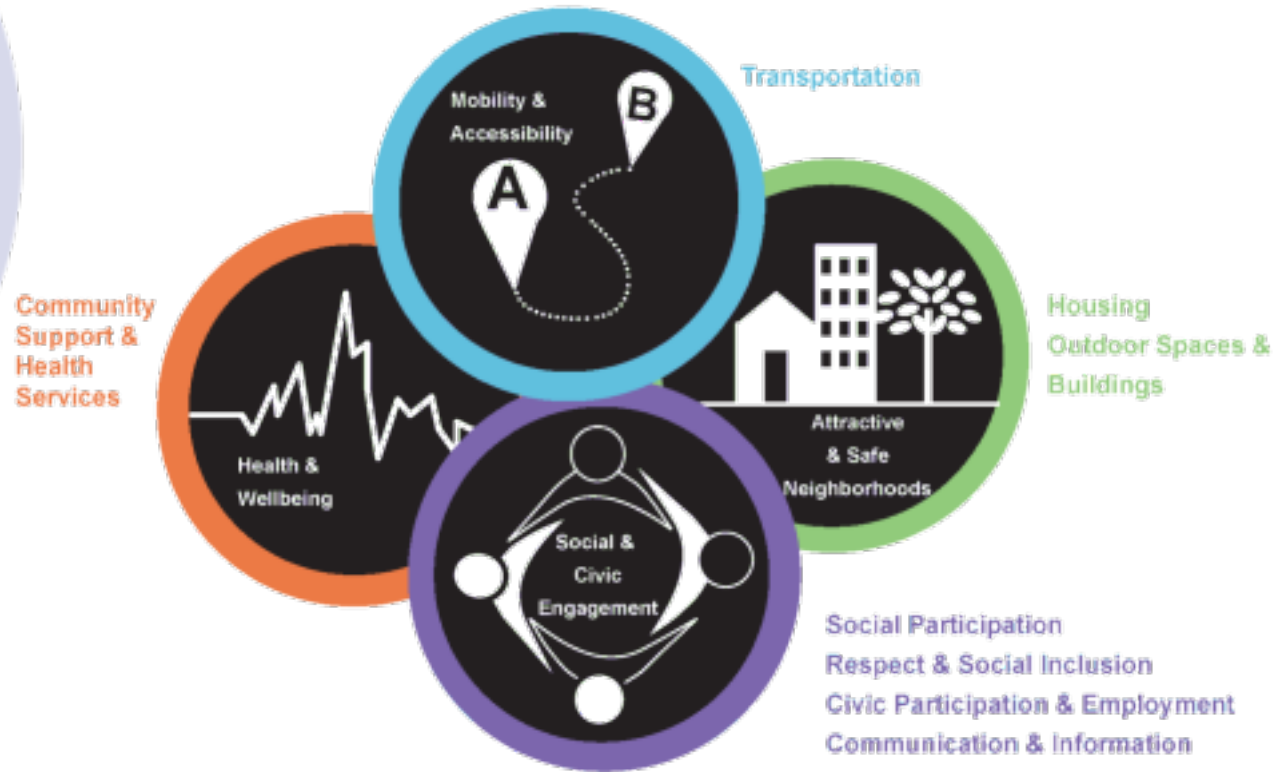 Transportation
Mobility &
Accessibility
A
B
Community
Support &
Health
Services
Health &
Wellbeing
Housing
Outdoor Spaces &
Buildings
Attractive
& Safe
Neighborhoods
Social &
Civic
Engagement
Social Participation
Respect & Social Inclusion
Civic Participation & Employment
Communication & Information